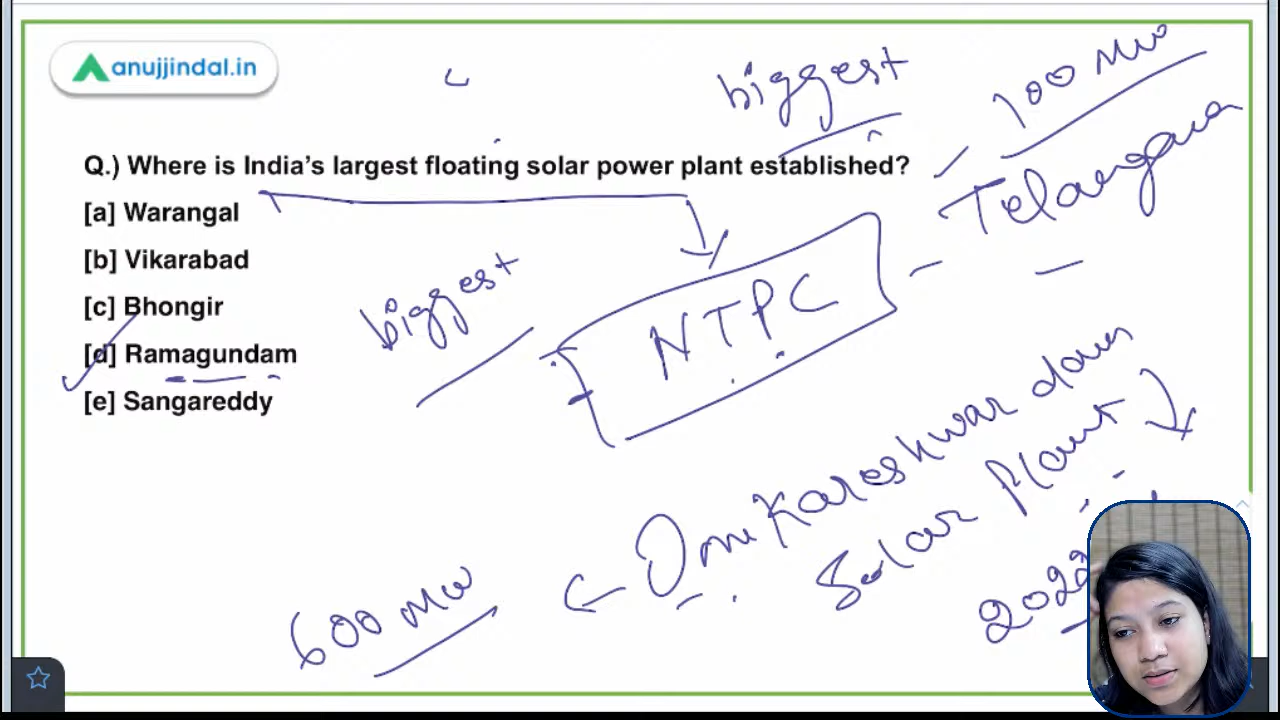 anujjindal.in
biggest
100 MW
Q.) Where is India's largest floating solar power plant established?
Telangana
[a] Warangal
[b] Vikarabad
[c] Bhongir
[d] Ramagundam
[e] Sangareddy
biggest
NTPC
Omkareshwar dam
Solar Plant
600 MW